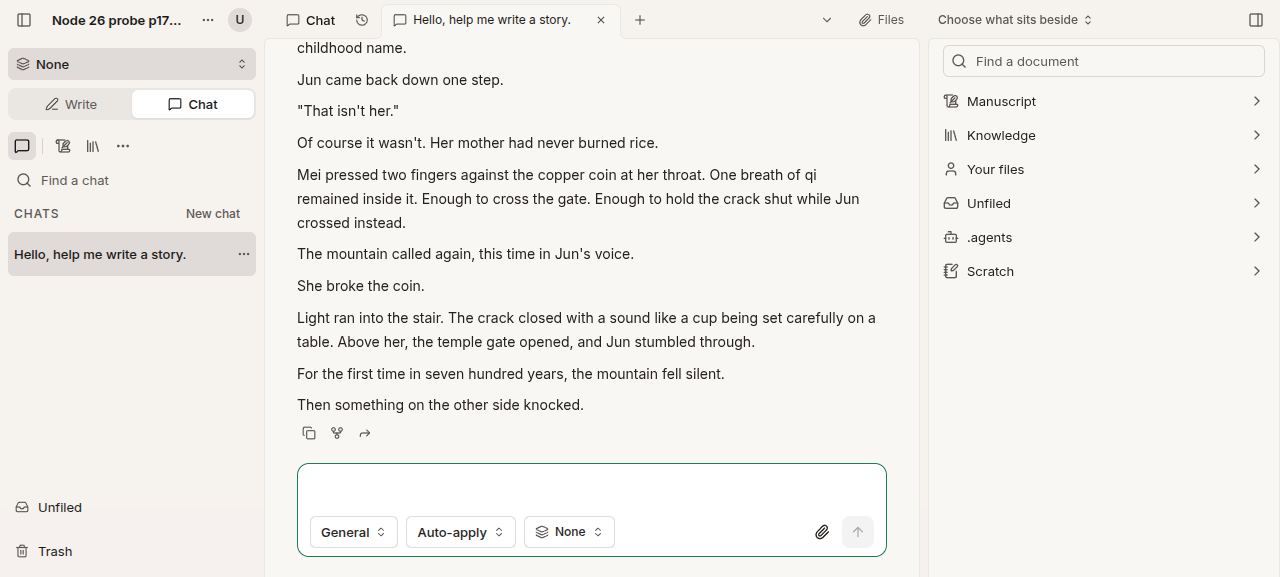 Node 26 probe p17...
U
None
Write
Chat
Find a chat
CHATS
New chat
Hello, help me write a story.
Unfiled
Trash
Chat
Hello, help me write a story.
Files
childhood name.
Jun came back down one step.
"That isn't her."
Of course it wasn't. Her mother had never burned rice.
Mei pressed two fingers against the copper coin at her throat. One breath of qi
remained inside it. Enough to cross the gate. Enough to hold the crack shut while Jun
crossed instead.
The mountain called again, this time in Jun's voice.
She broke the coin.
Light ran into the stair. The crack closed with a sound like a cup being set carefully on a
table. Above her, the temple gate opened, and Jun stumbled through.
For the first time in seven hundred years, the mountain fell silent.
Then something on the other side knocked.
General
Auto-apply
None
Choose what sits beside
Find a document
Manuscript
Knowledge
Your files
Unfiled
.agents
Scratch